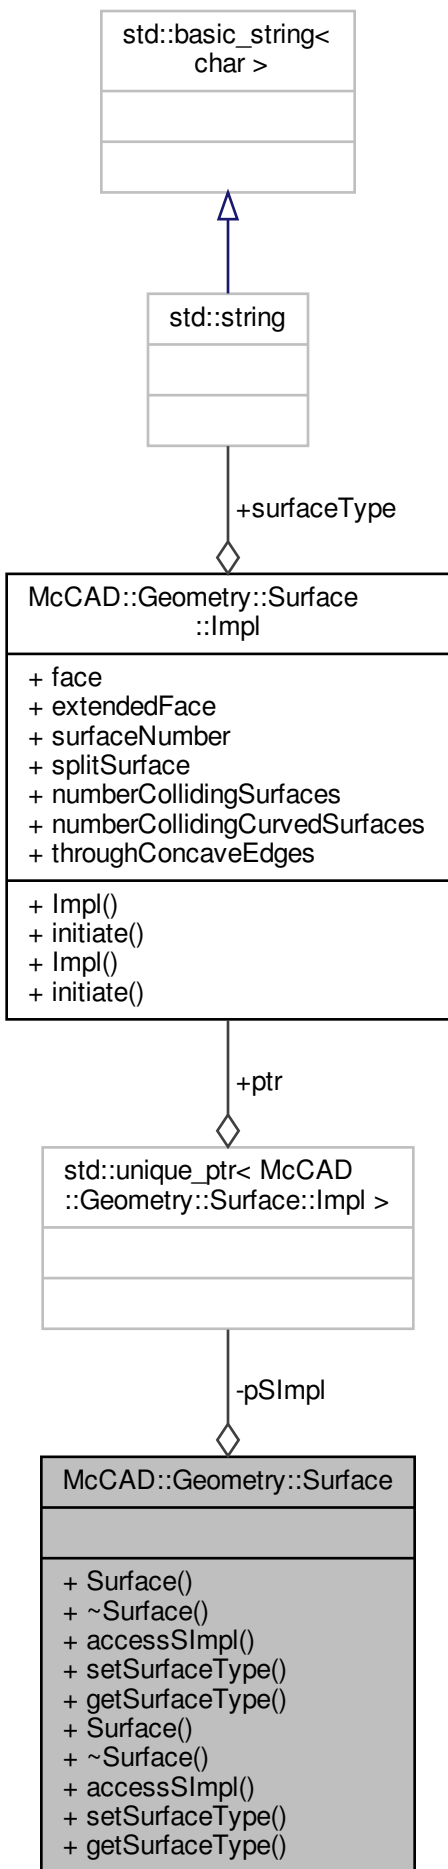 std::basic_string<
char >
std::string
+surfaceType
McCAD::Geometry::Surface
::Impl
+ face
+ extendedFace
+ surfaceNumber
+ splitSurface
+ numberCollidingSurfaces
+ numberCollidingCurvedSurfaces
+ throughConcaveEdges
+ Impl()
+ initiate()
+ Impl()
+ initiate()
+ptr
std::unique_ptr< McCAD
::Geometry::Surface::Impl >
-pSImpl
McCAD::Geometry::Surface
+ Surface()
+ ~Surface()
+ accessSImpl()
+ setSurfaceType()
+ getSurfaceType()
+ Surface()
+ ~Surface()
+ accessSImpl()
+ setSurfaceType()
+ getSurfaceType()